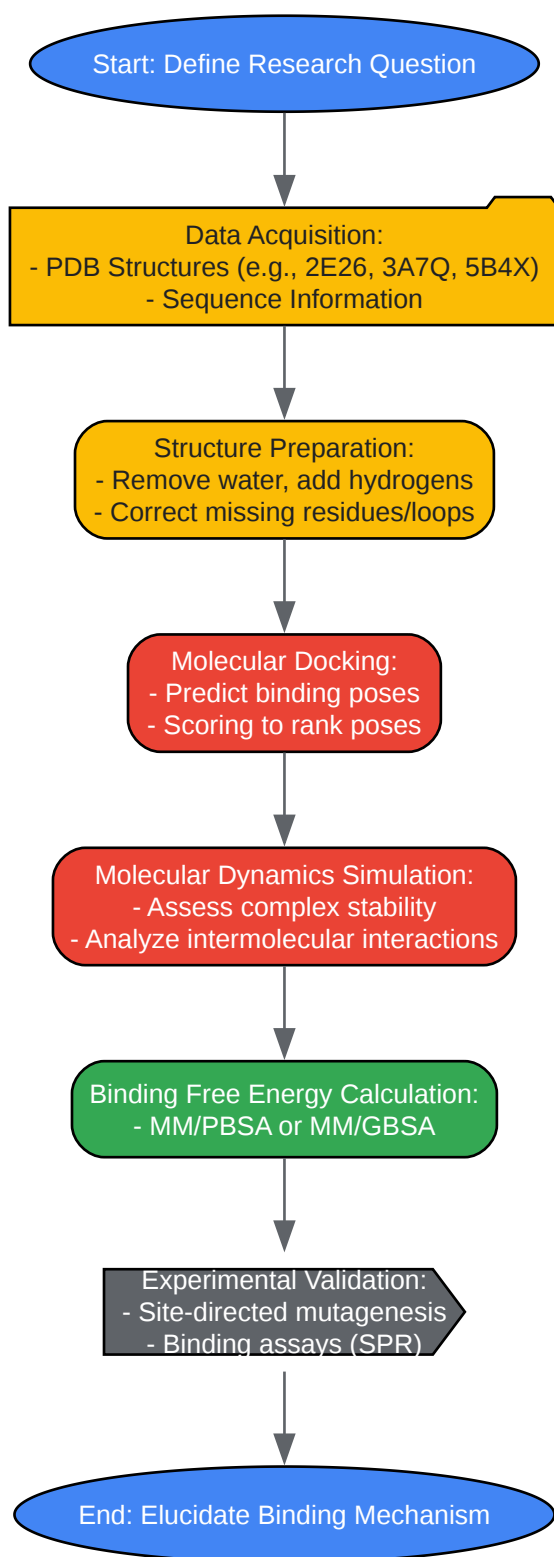 Start: Define Research Question
Data Acquisition:
- PDB Structures (e.g., 2E26, 3A7Q, 5B4X)
- Sequence Information
Structure Preparation:
- Remove water, add hydrogens
- Correct missing residues/loops
Molecular Docking:
- Predict binding poses
- Scoring to rank poses
Molecular Dynamics Simulation:
- Assess complex stability
- Analyze intermolecular interactions
Binding Free Energy Calculation:
- MM/PBSA or MM/GBSA
Experimental Validation:
- Site-directed mutagenesis
- Binding assays (SPR)
End: Elucidate Binding Mechanism